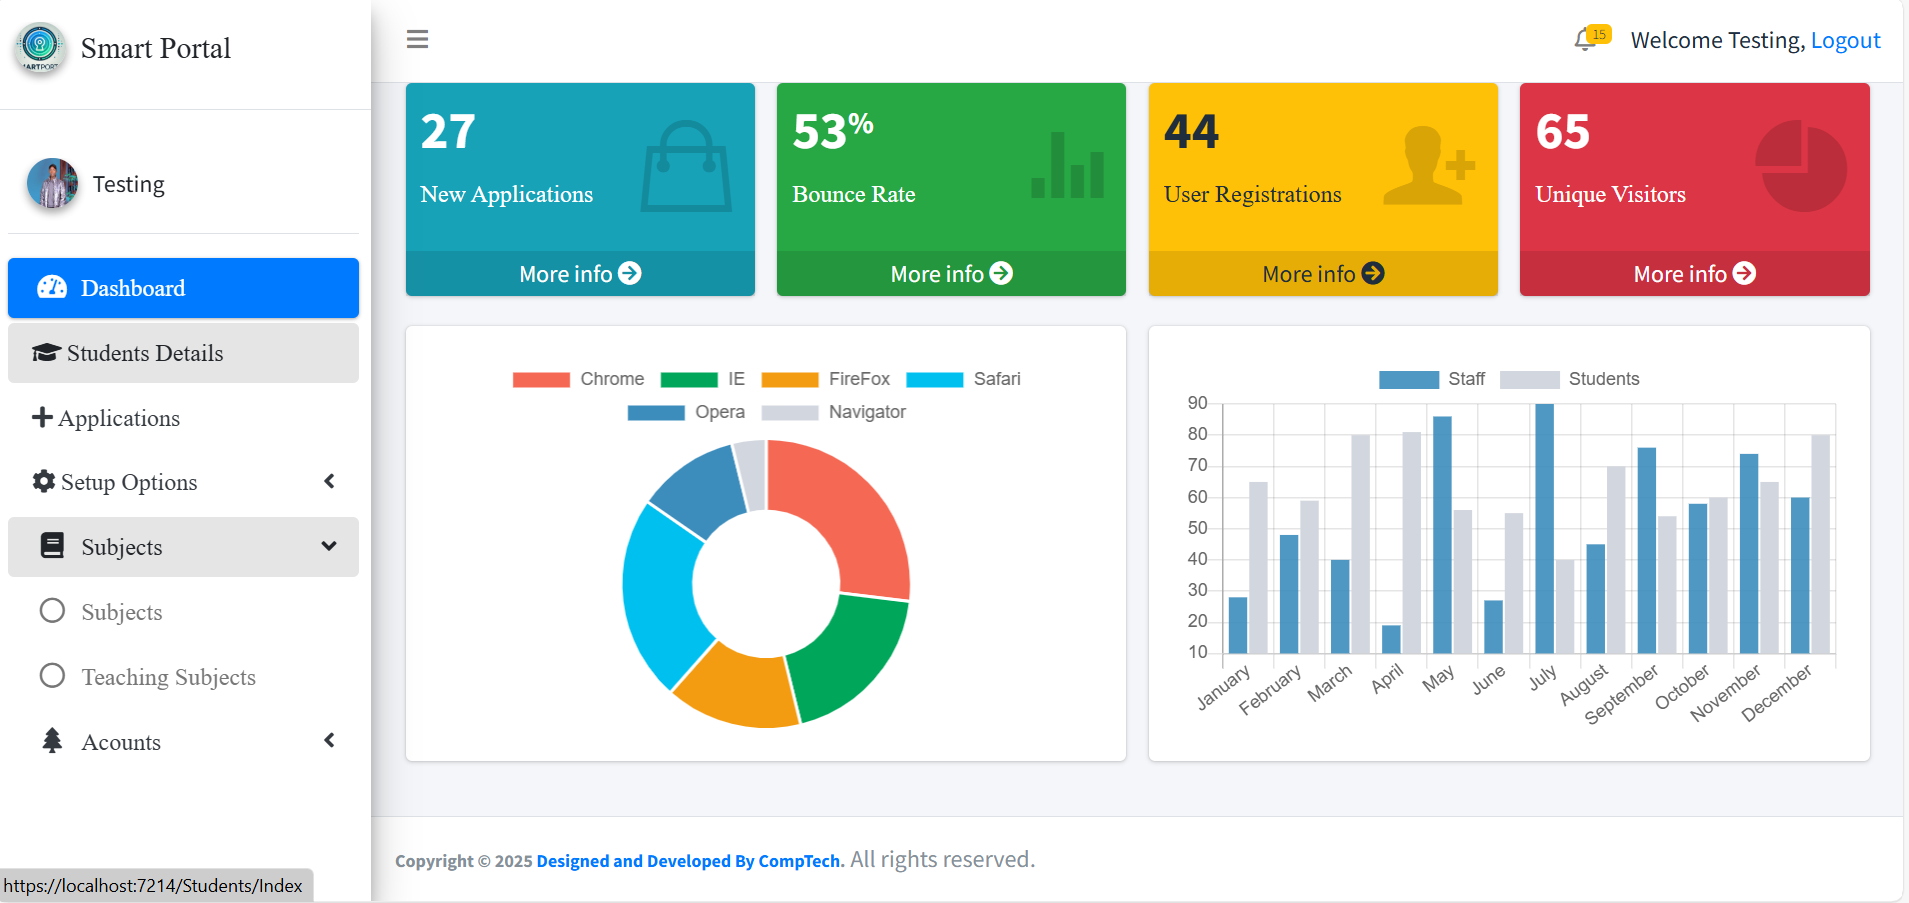 Smart Portal
ARTPORT
15
Welcome Testing, Logout
Testing
Dashboard
Students Details
Applications
Setup Options
Subjects
Subjects
Teaching Subjects
Acounts
27
New Applications
More info
53%
Bounce Rate
More info
44
User Registrations
More info
65
Unique Visitors
More info
Chrome IE FireFox Safari
Opera Navigator
Staff Students
90
80
70
60
50
40
30
20
10
January February March April May June July August September October November December
Copyright © 2025 Designed and Developed By CompTech. All rights reserved.
https://localhost:7214/Students/Index